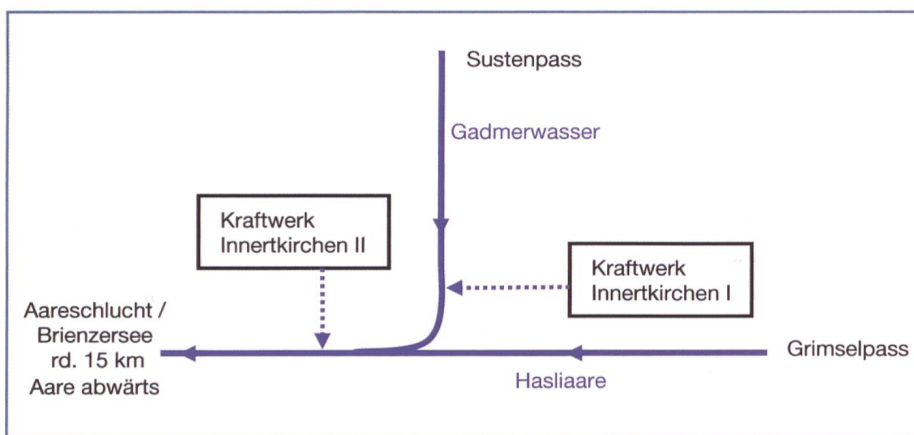 Sustenpass
Gadmerwasser
Kraftwerk
Innertkirchen II
Kraftwerk
Innertkirchen I
Aareschlucht /
Brienzersee
rd. 15 km
Aare abwärts
Grimselpass
Hasliaare